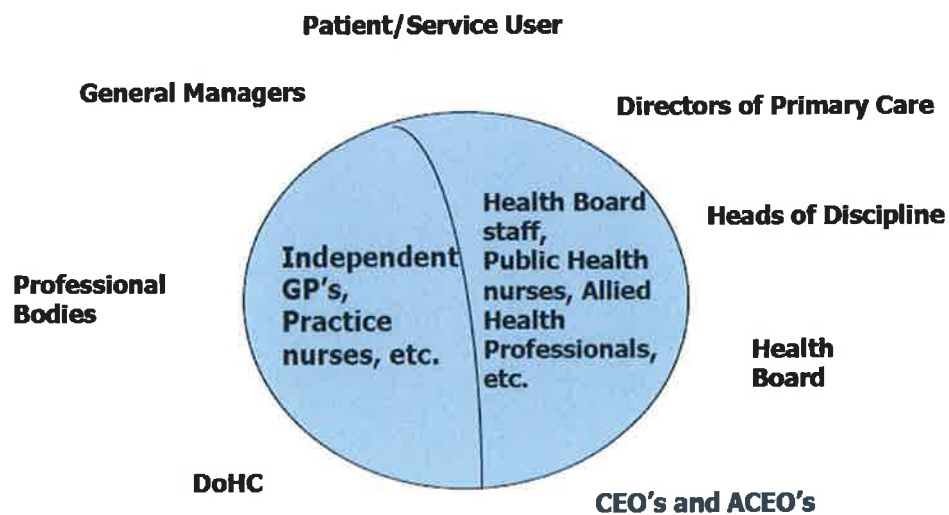 Patient/Service User
General Managers
Directors of Primary Care
Health Board
staff,
Public Health
nurses, Allied
Health
Professionals,
etc.
Heads of Discipline
Independent
GP's,
Practice
nurses, etc.
Professional
Bodies
Health
Board
DoHC
CEO's and ACEO's